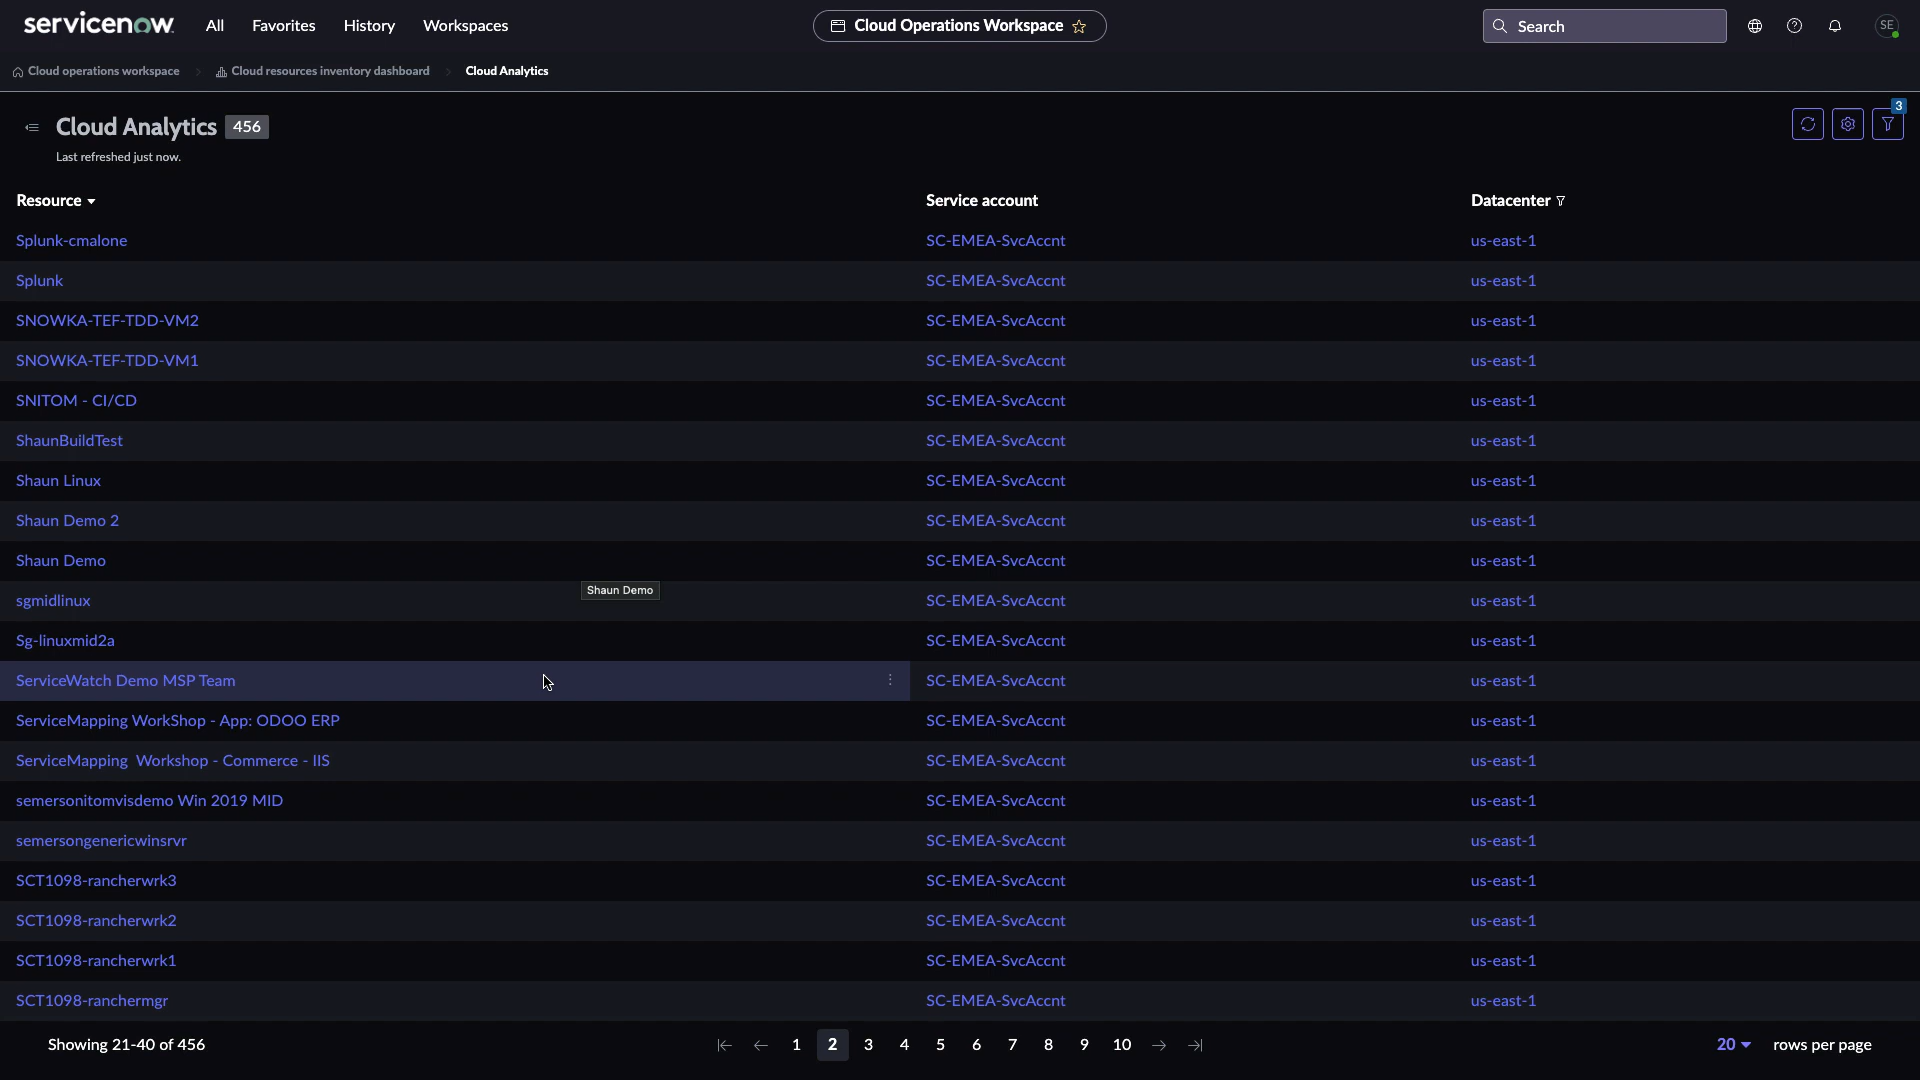 servicenow
All
Favorites
History
Workspaces
Cloud Operations Workspace
Search
SE
Cloud operations workspace
Cloud resources inventory dashboard
Cloud Analytics
3
Cloud Analytics 456
Last refreshed just now.
Resource Service account Datacenter
Splunk-cmalone SC-EMEA-SvcAccnt us-east-1
Splunk SC-EMEA-SvcAccnt us-east-1
SNOWKA-TEF-TDD-VM2 SC-EMEA-SvcAccnt us-east-1
SNOWKA-TEF-TDD-VM1 SC-EMEA-SvcAccnt us-east-1
SNITOM - CI/CD SC-EMEA-SvcAccnt us-east-1
ShaunBuildTest SC-EMEA-SvcAccnt us-east-1
Shaun Linux SC-EMEA-SvcAccnt us-east-1
Shaun Demo 2 SC-EMEA-SvcAccnt us-east-1
Shaun Demo SC-EMEA-SvcAccnt us-east-1
Shaun Demo
sgmidlinux SC-EMEA-SvcAccnt us-east-1
Sg-linuxmid2a SC-EMEA-SvcAccnt us-east-1
ServiceWatch Demo MSP Team SC-EMEA-SvcAccnt us-east-1
ServiceMapping WorkShop - App: ODOO ERP SC-EMEA-SvcAccnt us-east-1
ServiceMapping  Workshop - Commerce - IIS SC-EMEA-SvcAccnt us-east-1
semersonitomvisdemo Win 2019 MID SC-EMEA-SvcAccnt us-east-1
semersongenericwinsrvr SC-EMEA-SvcAccnt us-east-1
SCT1098-rancherwrk3 SC-EMEA-SvcAccnt us-east-1
SCT1098-rancherwrk2 SC-EMEA-SvcAccnt us-east-1
SCT1098-rancherwrk1 SC-EMEA-SvcAccnt us-east-1
SCT1098-ranchermgr SC-EMEA-SvcAccnt us-east-1
Showing 21-40 of 456 1 2 3 4 5 6 7 8 9 10 20 rows per page